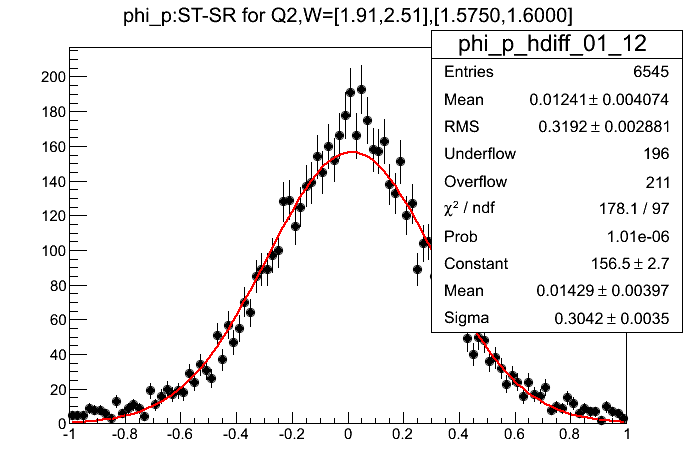 phi_p:ST-SR for Q2,W=[1.91,2.51],[1.5750,1.6000]
phi_p_hdiff_01_12
Entries 6545
Mean 0.01241 ± 0.004074
RMS 0.3192 ± 0.002881
Underflow 196
Overflow 211
χ² / ndf 178.1 / 97
Prob 1.01e-06
Constant 156.5 ± 2.7
Mean 0.01429 ± 0.00397
Sigma 0.3042 ± 0.0035
200
180
160
140
120
100
80
60
40
20
0
-1 -0.8 -0.6 -0.4 -0.2 0 0.2 0.4 0.6 0.8 1